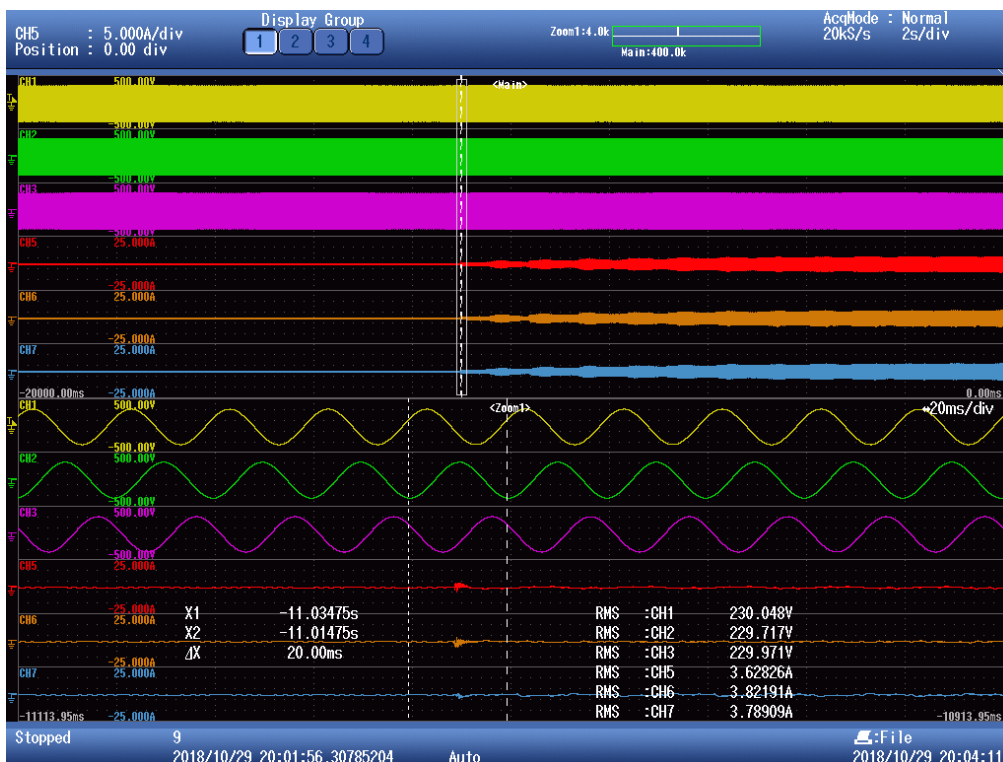 Display Group
CH5 : 5.000A/div
Position : 0.00 div
1 2 3 4
Zoom1:4.0k
Main:400.0k
AcqMode : Normal
20kS/s 2s/div
CH1 500.00V
<Main>
-500.00V
CH2 500.00V
-500.00V
CH3 500.00V
-500.00V
CH5 25.000A
-25.000A
CH6 25.000A
-25.000A
CH7 25.000A
-20000.00ms -25.000A 0.00ms
CH1 500.00V <Zoom1> 20ms/div
-500.00V
CH2 500.00V
-500.00V
CH3 500.00V
-500.00V
CH5 25.000A
-25.000A
CH6 25.000A
X1 -11.03475s
X2 -11.01475s
ΔX 20.00ms
RMS :CH1 230.048V
RMS :CH2 229.717V
RMS :CH3 229.971V
RMS :CH5 3.62826A
RMS :CH6 3.82191A
RMS :CH7 3.78909A
-25.000A
CH7 25.000A
-11113.95ms -25.000A -10913.95ms
Stopped 9
2018/10/29 20:01:56.30785204 Auto
:File
2018/10/29 20:04:11